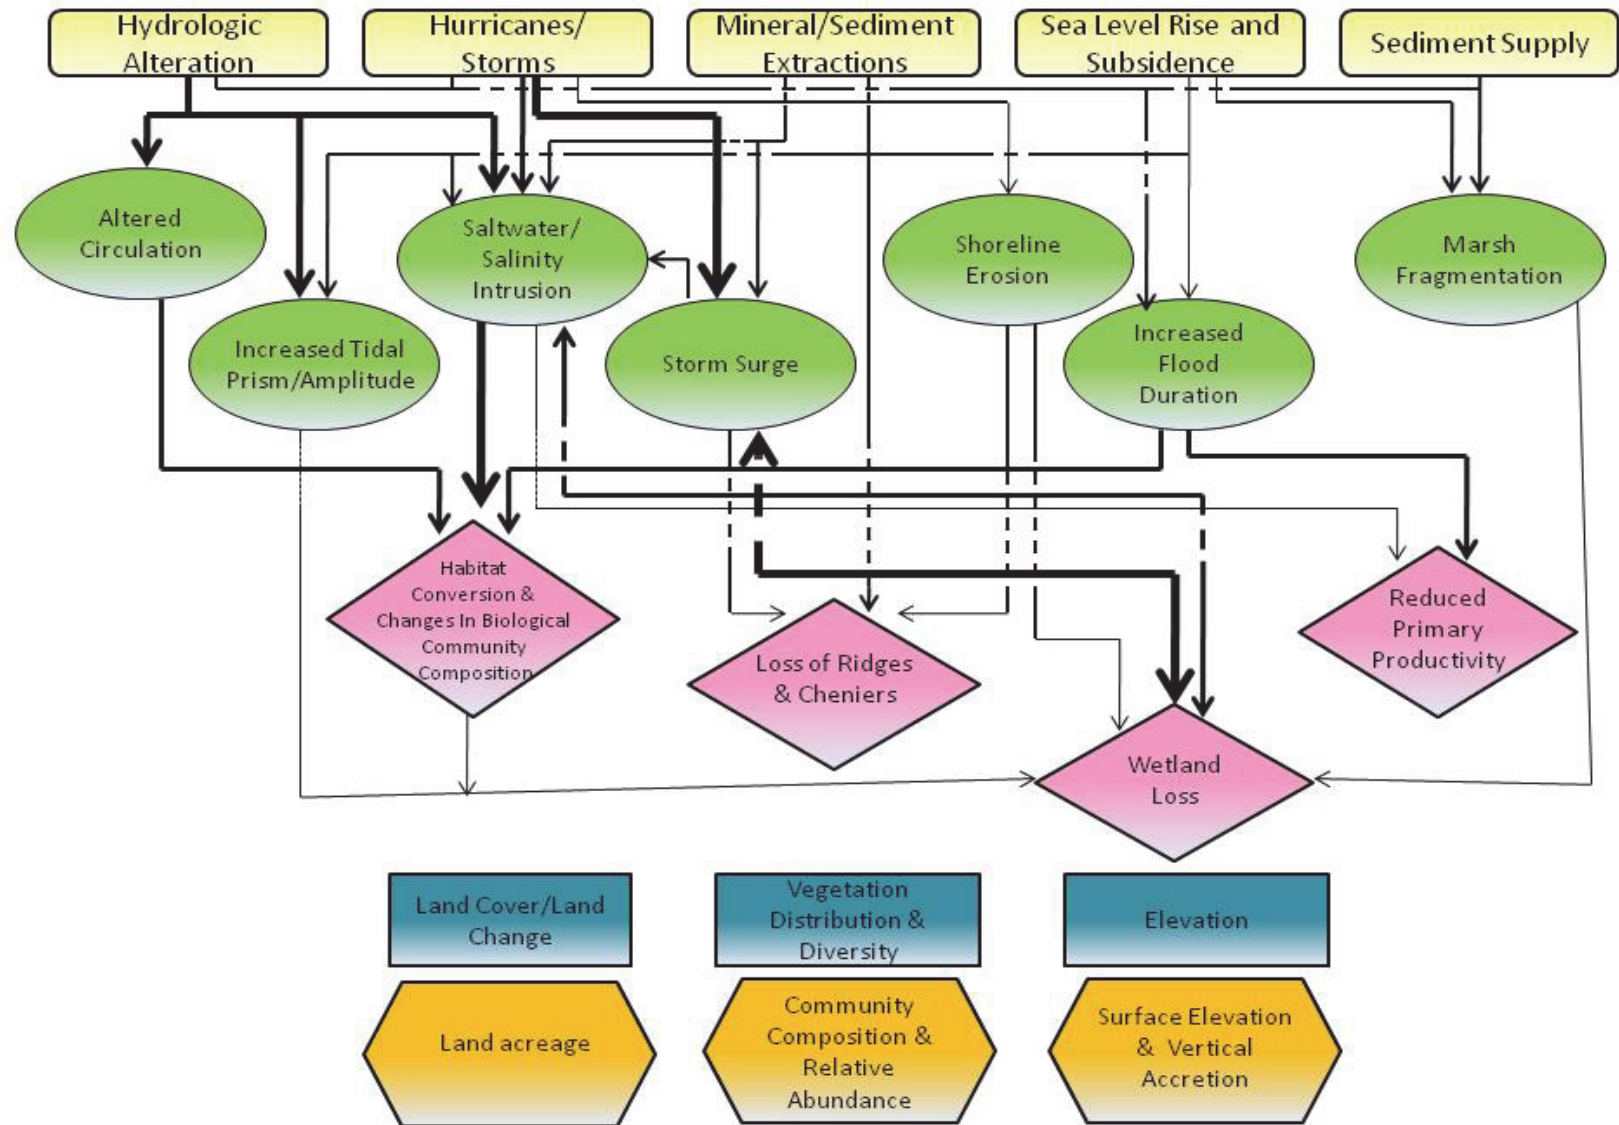 Hydrologic
Alteration
Hurricanes/
Storms
Mineral/Sediment
Extractions
Sea Level Rise and
Subsidence
Sediment Supply
Altered
Circulation
Saltwater/
Salinity
Intrusion
Shoreline
Erosion
Marsh
Fragmentation
Increased Tidal
Prism/Amplitude
Storm Surge
Increased
Flood
Duration
Habitat
Conversion &
Changes In Biological
Community
Composition
Loss of Ridges
& Cheniers
Reduced
Primary
Productivity
Wetland
Loss
Land Cover/Land
Change
Vegetation
Distribution &
Diversity
Elevation
Land acreage
Community
Composition &
Relative
Abundance
Surface Elevation
& Vertical
Accretion